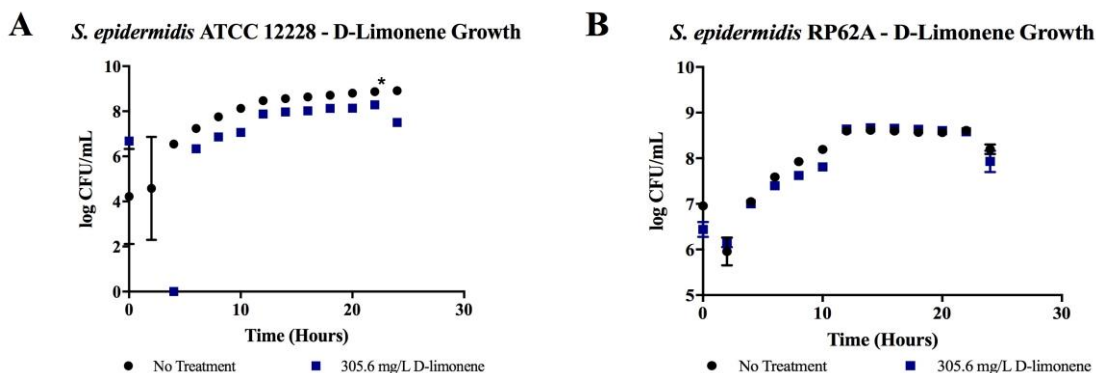 A
S. epidermidis ATCC 12228 - D-Limonene Growth
log CFU/mL
10
8
6
4
2
0
0
10
20
30
*
Time (Hours)
No Treatment
305.6 mg/L D-limonene
B
S. epidermidis RP62A - D-Limonene Growth
log CFU/mL
10
9
8
7
6
5
0
10
20
30
Time (Hours)
No Treatment
305.6 mg/L D-limonene